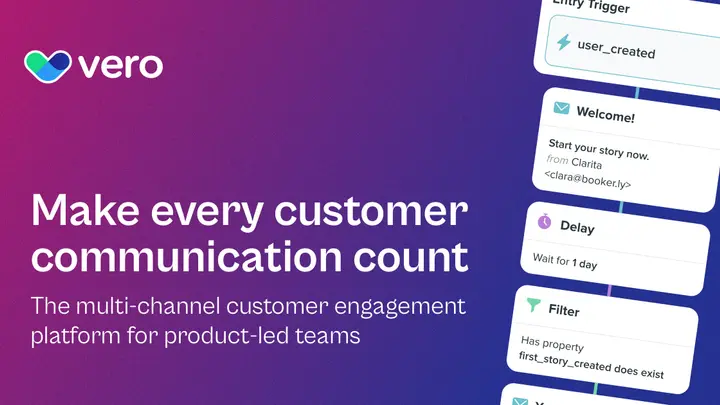 vero
Make every customer
communication count
The multi-channel customer engagement
platform for product-led teams
Entry Trigger
user_created
Welcome!
Start your story now.
from Clarita
<clara@booker.ly>
Delay
Wait for 1 day
Filter
Has property
first_story_created does exist